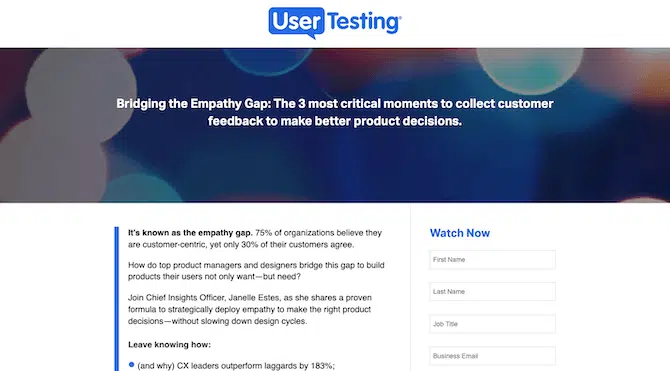 User Testing®
Bridging the Empathy Gap: The 3 most critical moments to collect customer
feedback to make better product decisions.
It's known as the empathy gap. 75% of organizations believe they
are customer-centric, yet only 30% of their customers agree.
How do top product managers and designers bridge this gap to build
products their users not only want—but need?
Join Chief Insights Officer, Janelle Estes, as she shares a proven
formula to strategically deploy empathy to make the right product
decisions—without slowing down design cycles.
Leave knowing how:
(and why) CX leaders outperform laggards by 183%;
Watch Now
First Name
Last Name
Job Title
Business Email